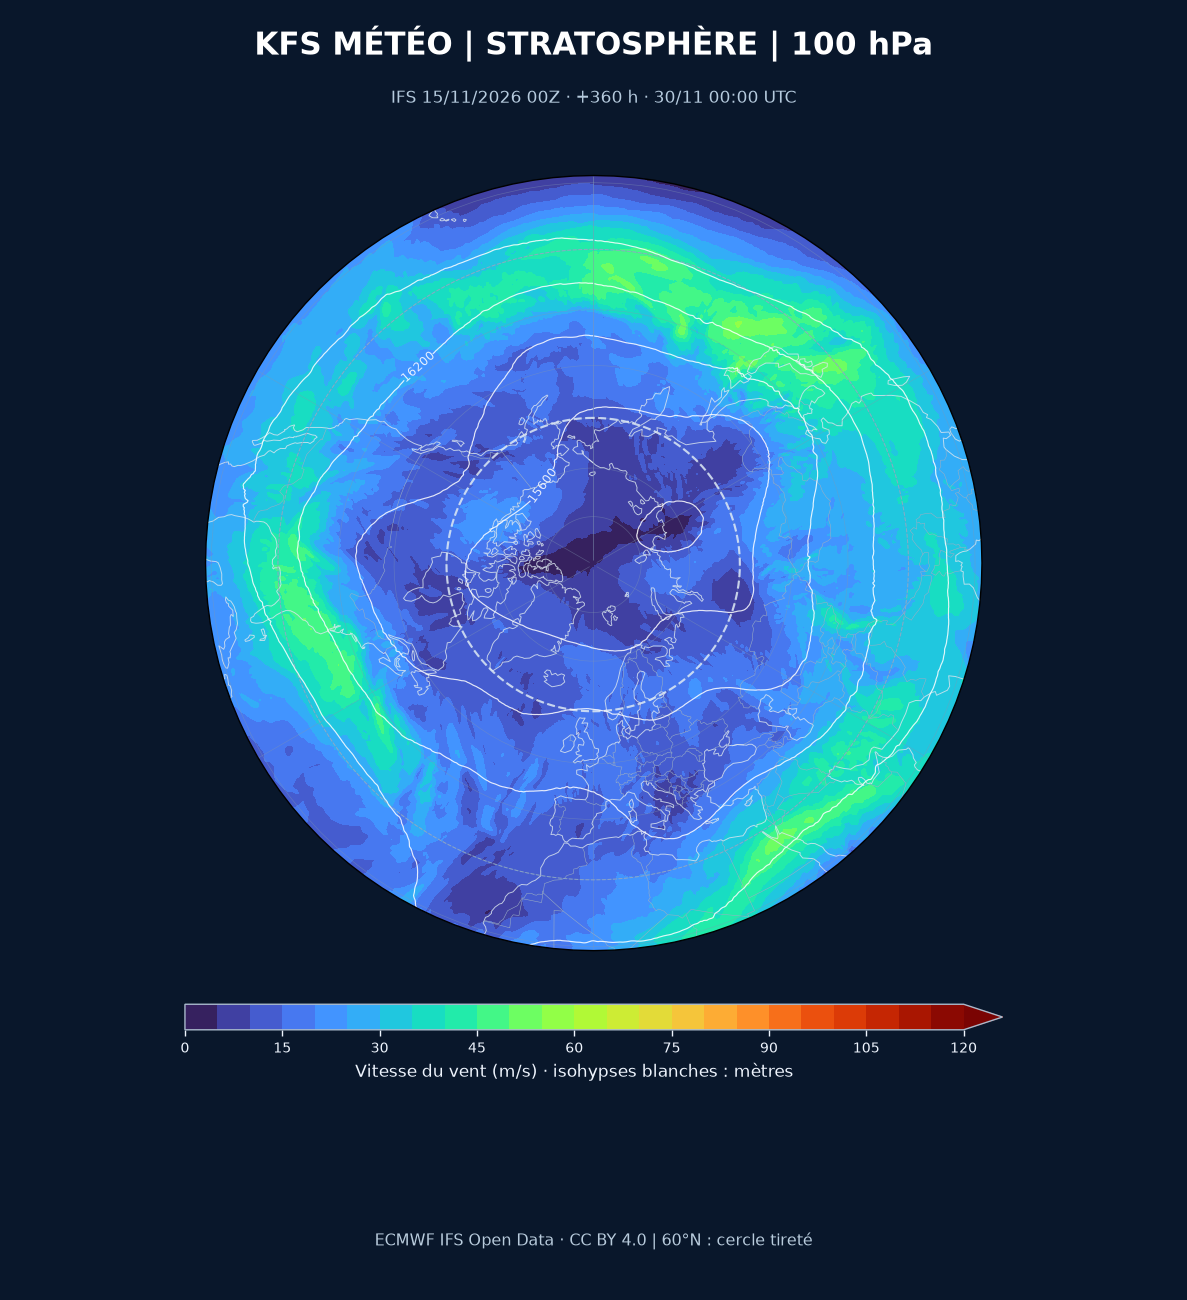 KFS MÉTÉO | STRATOSPHÈRE | 100 hPa
IFS 15/11/2026 00Z · +360 h · 30/11 00:00 UTC
16200
15600
0 15 30 45 60 75 90 105 120
Vitesse du vent (m/s) · isohypses blanches : mètres
ECMWF IFS Open Data · CC BY 4.0 | 60°N : cercle tireté